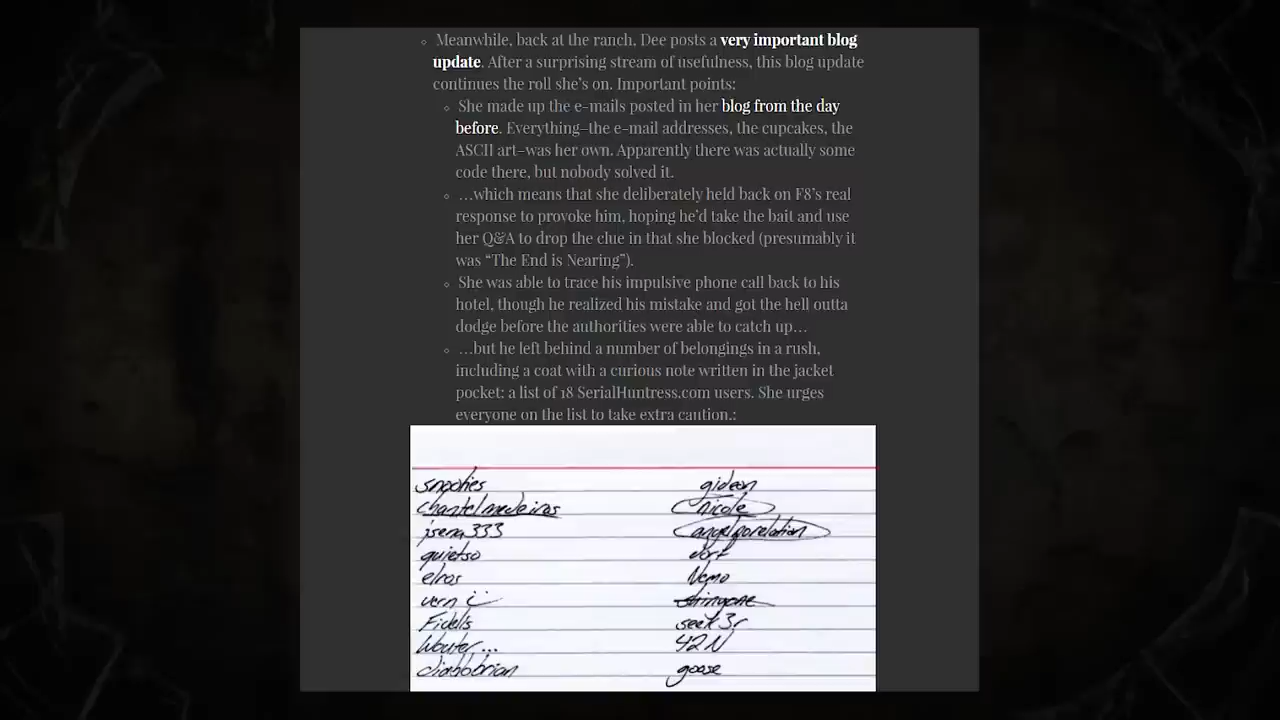 Meanwhile, back at the ranch, Dee posts a very important blog
update. After a surprising stream of usefulness, this blog update
continues the roll she's on. Important points:
She made up the e-mails posted in her blog from the day
before. Everything–the e-mail addresses, the cupcakes, the
ASCII art–was her own. Apparently there was actually some
code there, but nobody solved it.
…which means that she deliberately held back on F8's real
response to provoke him, hoping he'd take the bait and use
her Q&A to drop the clue in that she blocked (presumably it
was “The End is Nearing”).
She was able to trace his impulsive phone call back to his
hotel, though he realized his mistake and got the hell outta
dodge before the authorities were able to catch up…
…but he left behind a number of belongings in a rush,
including a coat with a curious note written in the jacket
pocket: a list of 18 SerialHuntress.com users. She urges
everyone on the list to take extra caution.:
gideon
chantelmedeiros nicole
jsena333
quietso
elros Nemo
vern :) shinyone
Fidelis seek3r
Wouter... 42N
diablobrian goose